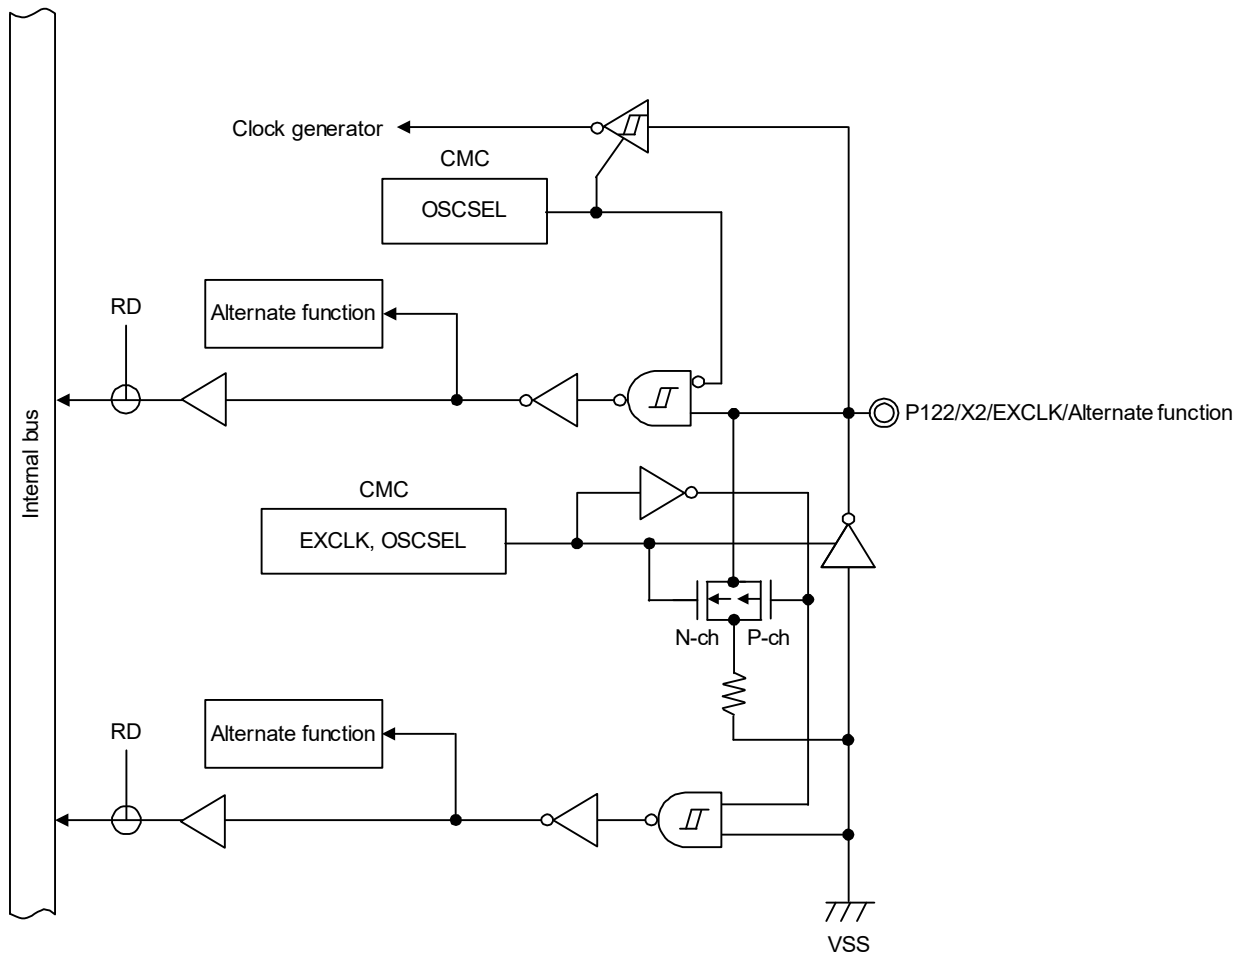 Clock generator
CMC
OSCSEL
RD
Alternate function
Internal bus
P122/X2/EXCLK/Alternate function
CMC
EXCLK, OSCSEL
N-ch
P-ch
RD
Alternate function
VSS